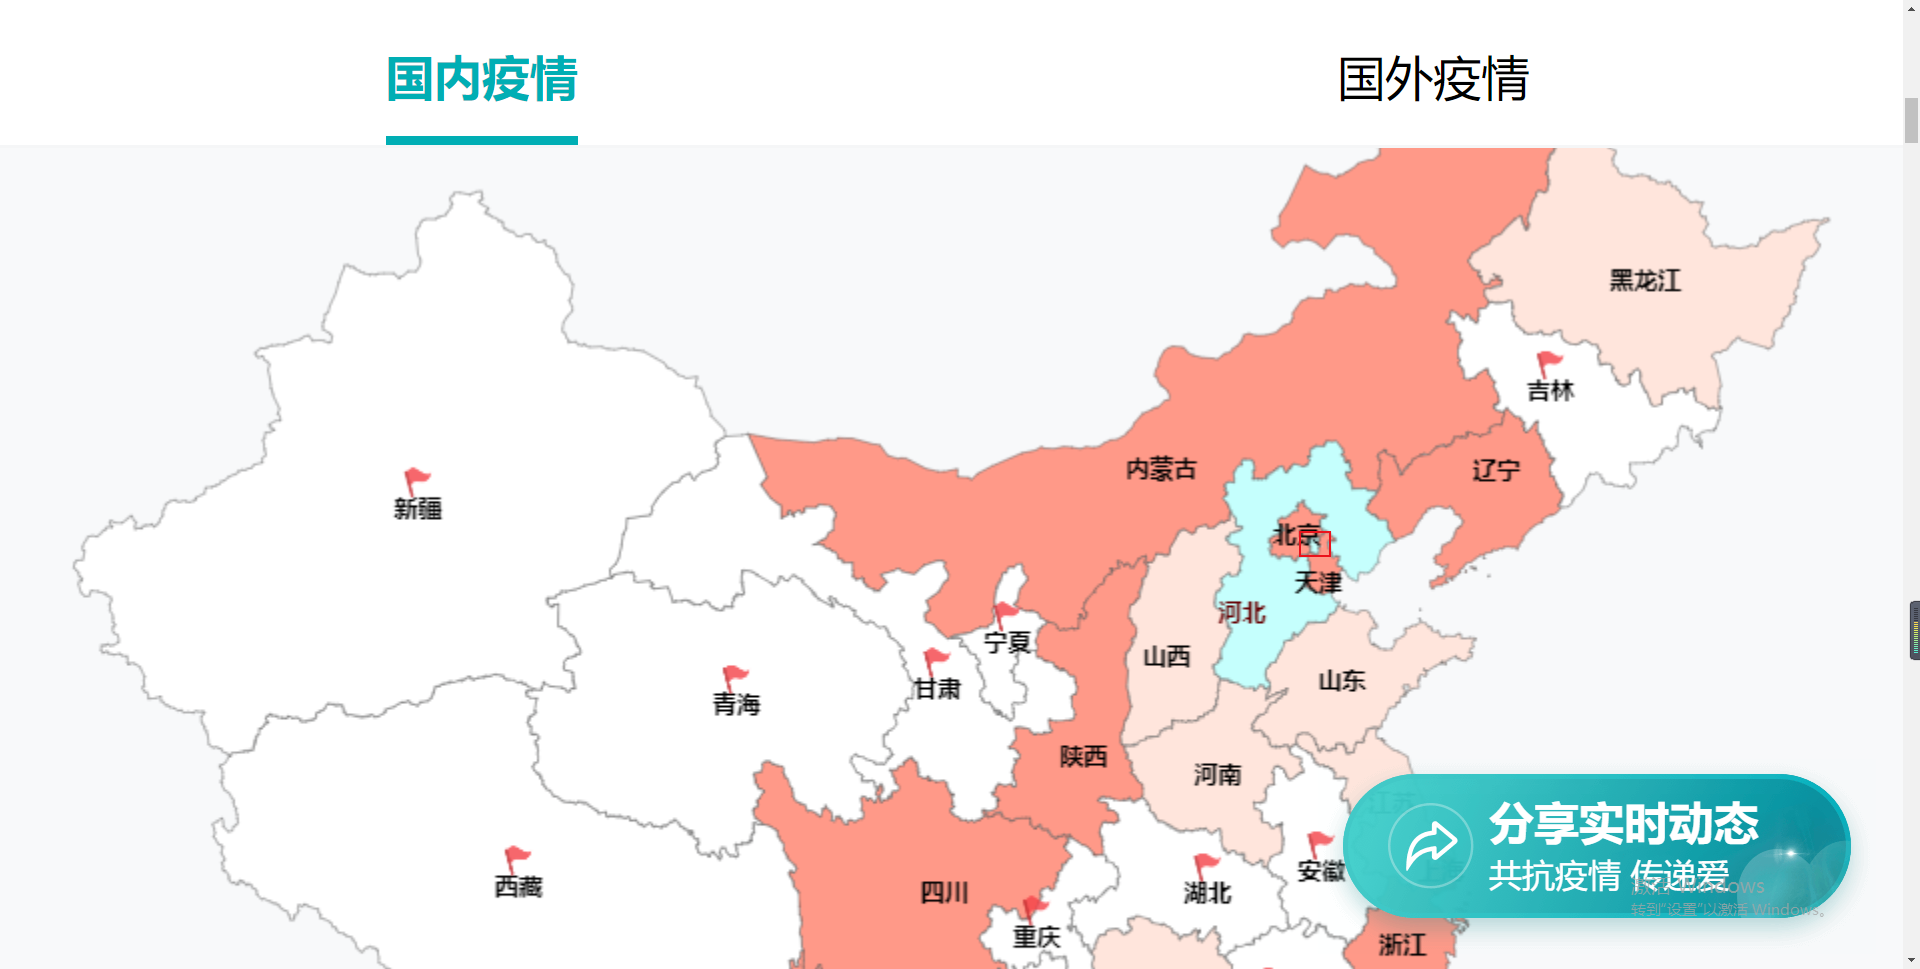 国内疫情
国外疫情
黑龙江
吉林
内蒙古
辽宁
新疆
北京
天津
河北
宁夏
山西
山东
甘肃
青海
陕西
河南
江苏
分享实时动态
共抗疫情 传递爱
安徽
上海
西藏
四川
湖北
激活 Windows
转到"设置"以激活 Windows。
重庆
浙江